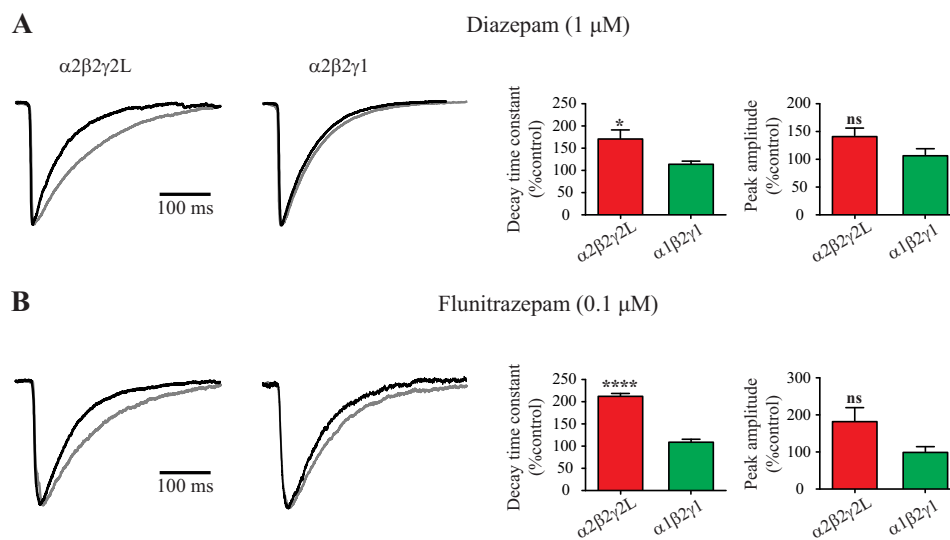 A
Diazepam (1 μM)
α2β2γ2L
α2β2γ1
100 ms
Decay time constant
(%control)
250
200
150
100
50
0
*
α2β2γ2L
α1β2γ1
Peak amplitude
(%control)
150
100
50
0
ns
α2β2γ2L
α1β2γ1
B
Flunitrazepam (0.1 μM)
100 ms
Decay time constant
(%control)
250
200
150
100
50
0
****
α2β2γ2L
α1β2γ1
Peak amplitude
(%control)
300
200
100
0
ns
α2β2γ2L
α1β2γ1